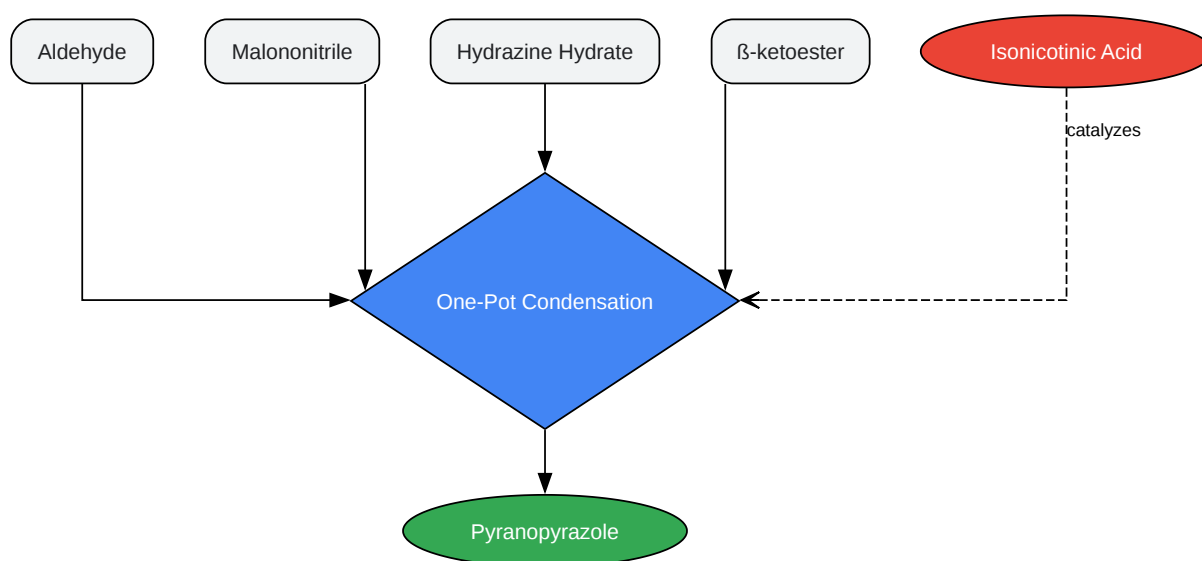 Aldehyde
Malononitrile
Hydrazine Hydrate
ß-ketoester
Isonicotinic Acid
catalyzes
One-Pot Condensation
Pyranopyrazole